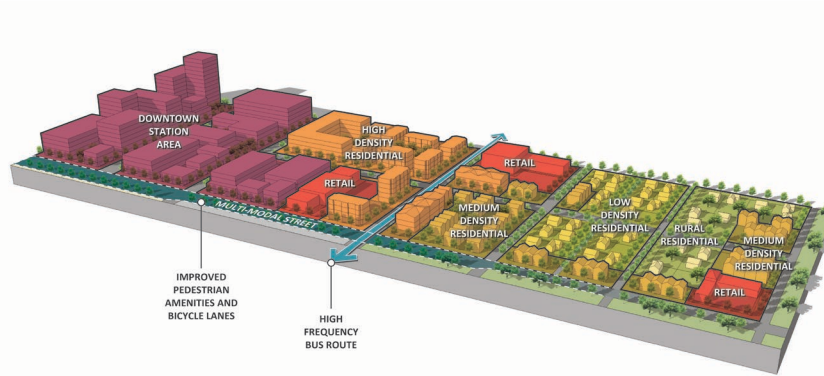 DOWNTOWN
STATION
AREA
HIGH
DENSITY
RESIDENTIAL
RETAIL
RETAIL
MULTI-MODAL STREET
MEDIUM
DENSITY
RESIDENTIAL
LOW
DENSITY
RESIDENTIAL
RURAL
RESIDENTIAL
MEDIUM
DENSITY
RESIDENTIAL
RETAIL
IMPROVED
PEDESTRIAN
AMENITIES AND
BICYCLE LANES
HIGH
FREQUENCY
BUS ROUTE